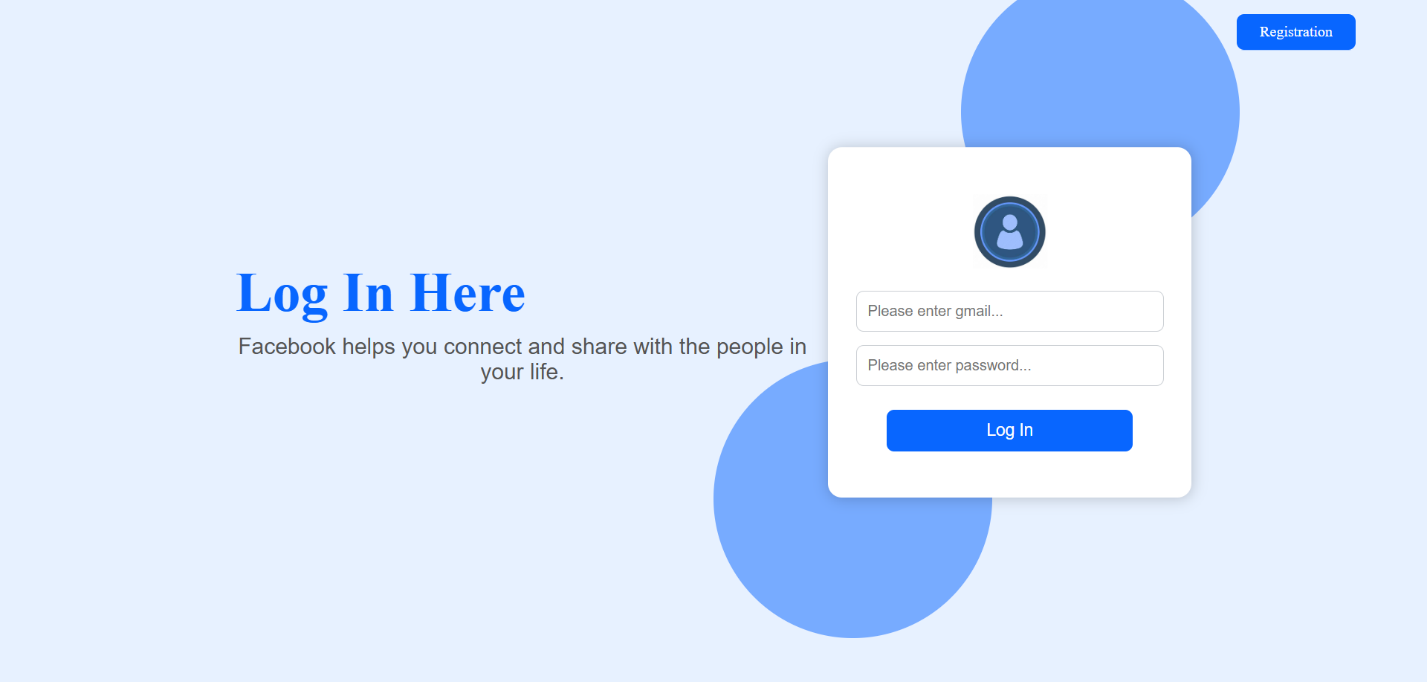 Registration
Log In Here
Facebook helps you connect and share with the people in
your life.
Please enter gmail...
Please enter password...
Log In